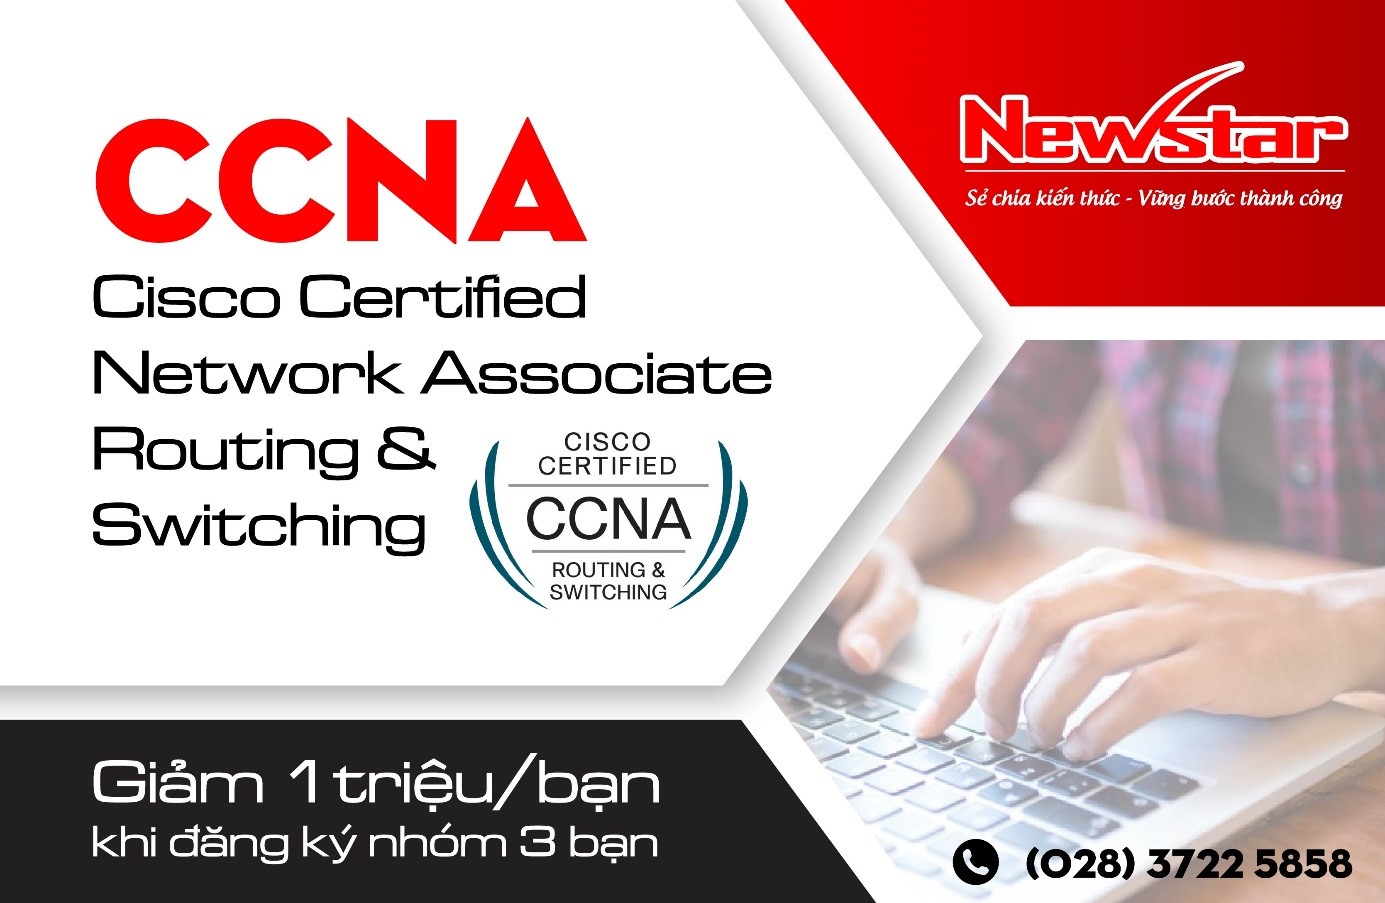 CCNA
Cisco Certified
Network Associate
Routing &
Switching
CISCO
CERTIFIED
CCNA
ROUTING &
SWITCHING
Newstar
Sẻ chia kiến thức - Vững bước thành công
Giảm 1 triệu/bạn
khi đăng ký nhóm 3 bạn
(028) 3722 5858